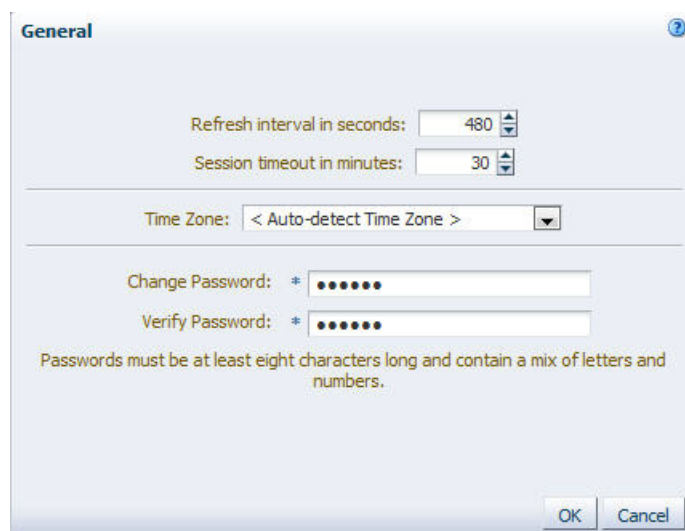 General
?
Refresh interval in seconds: 480
Session timeout in minutes: 30
Time Zone: < Auto-detect Time Zone >
Change Password: * ●●●●●●
Verify Password: * ●●●●●●
Passwords must be at least eight characters long and contain a mix of letters and
numbers.
OK Cancel